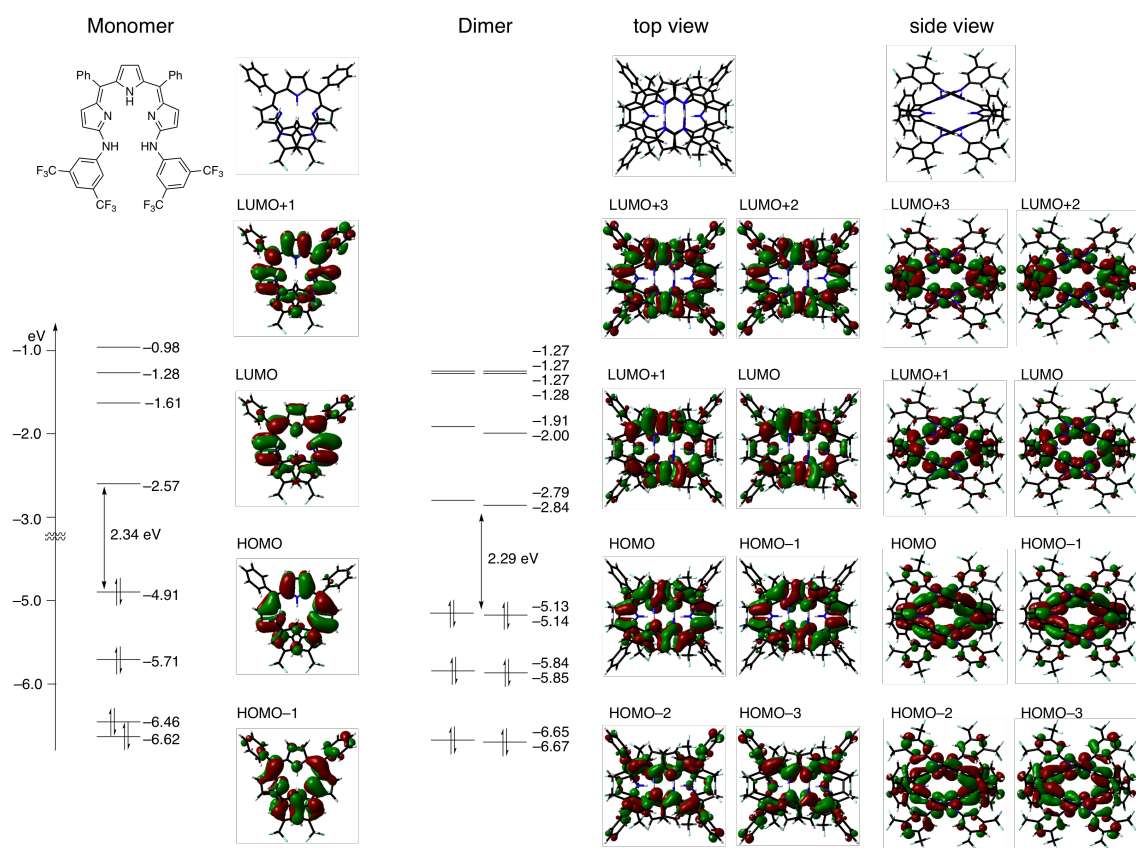 Monomer
Dimer
top view
side view
Ph
Ph
N
H
N
N
NH
HN
F₃C
CF₃
F₃C
CF₃
LUMO+1
LUMO+3
LUMO+2
LUMO+3
LUMO+2
eV
–1.0
–2.0
–3.0
–5.0
–6.0
–0.98
–1.28
–1.61
–2.57
2.34 eV
–4.91
–5.71
–6.46
–6.62
LUMO
HOMO
HOMO–1
–1.27
–1.27
–1.27
–1.28
–1.91
–2.00
–2.79
–2.84
2.29 eV
–5.13
–5.14
–5.84
–5.85
–6.65
–6.67
LUMO+1
LUMO
LUMO+1
LUMO
HOMO
HOMO–1
HOMO
HOMO–1
HOMO–2
HOMO–3
HOMO–2
HOMO–3